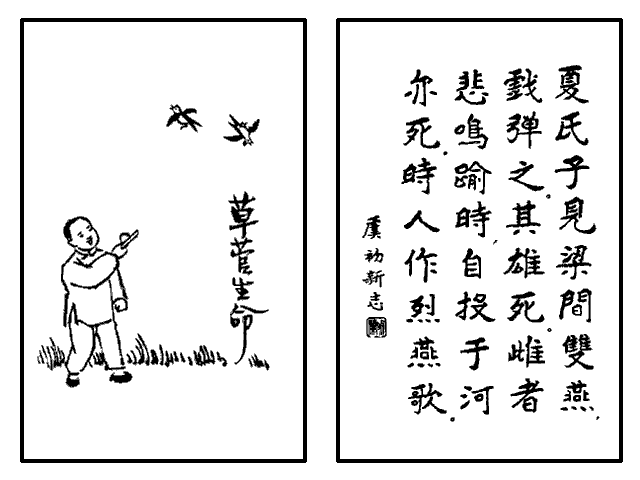 草菅生命
夏氏子見梁間雙燕，
戲彈之。其雄死。雌者
悲鳴踰時，自投于河
亦死。時人作烈燕歌。
虞初新志